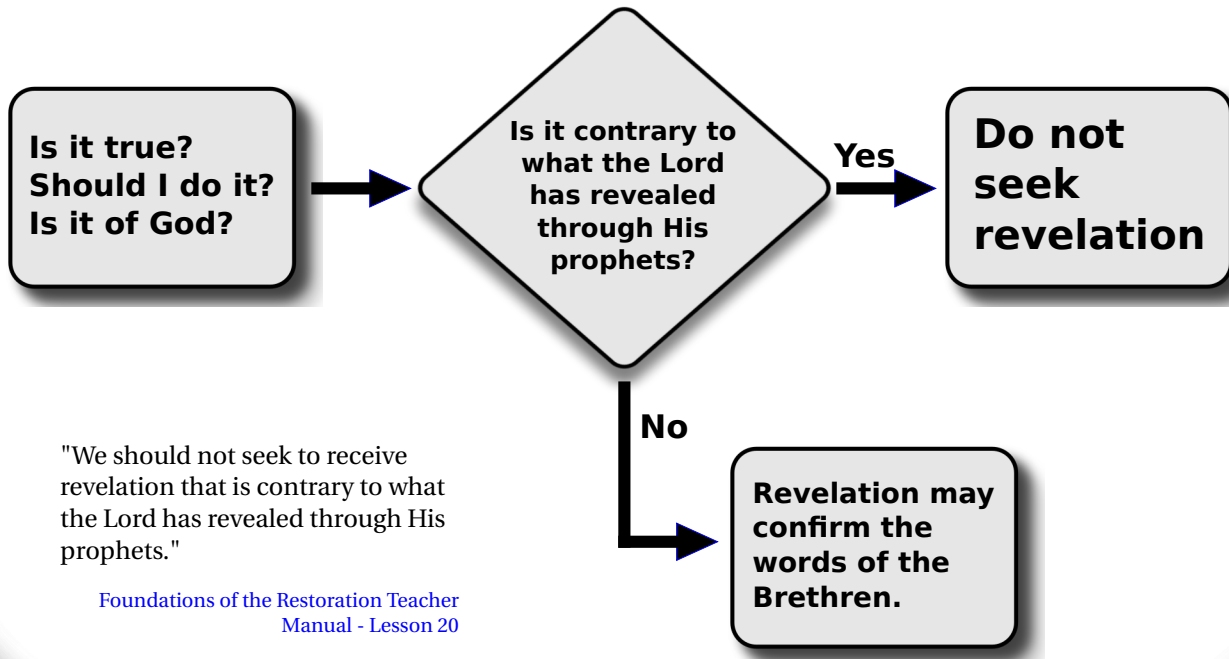 Is it true?
Should I do it?
Is it of God?
Is it contrary to
what the Lord
has revealed
through His
prophets?
Yes
Do not
seek
revelation
No
Revelation may
confirm the
words of the
Brethren.
"We should not seek to receive
revelation that is contrary to what
the Lord has revealed through His
prophets."
Foundations of the Restoration Teacher
Manual - Lesson 20